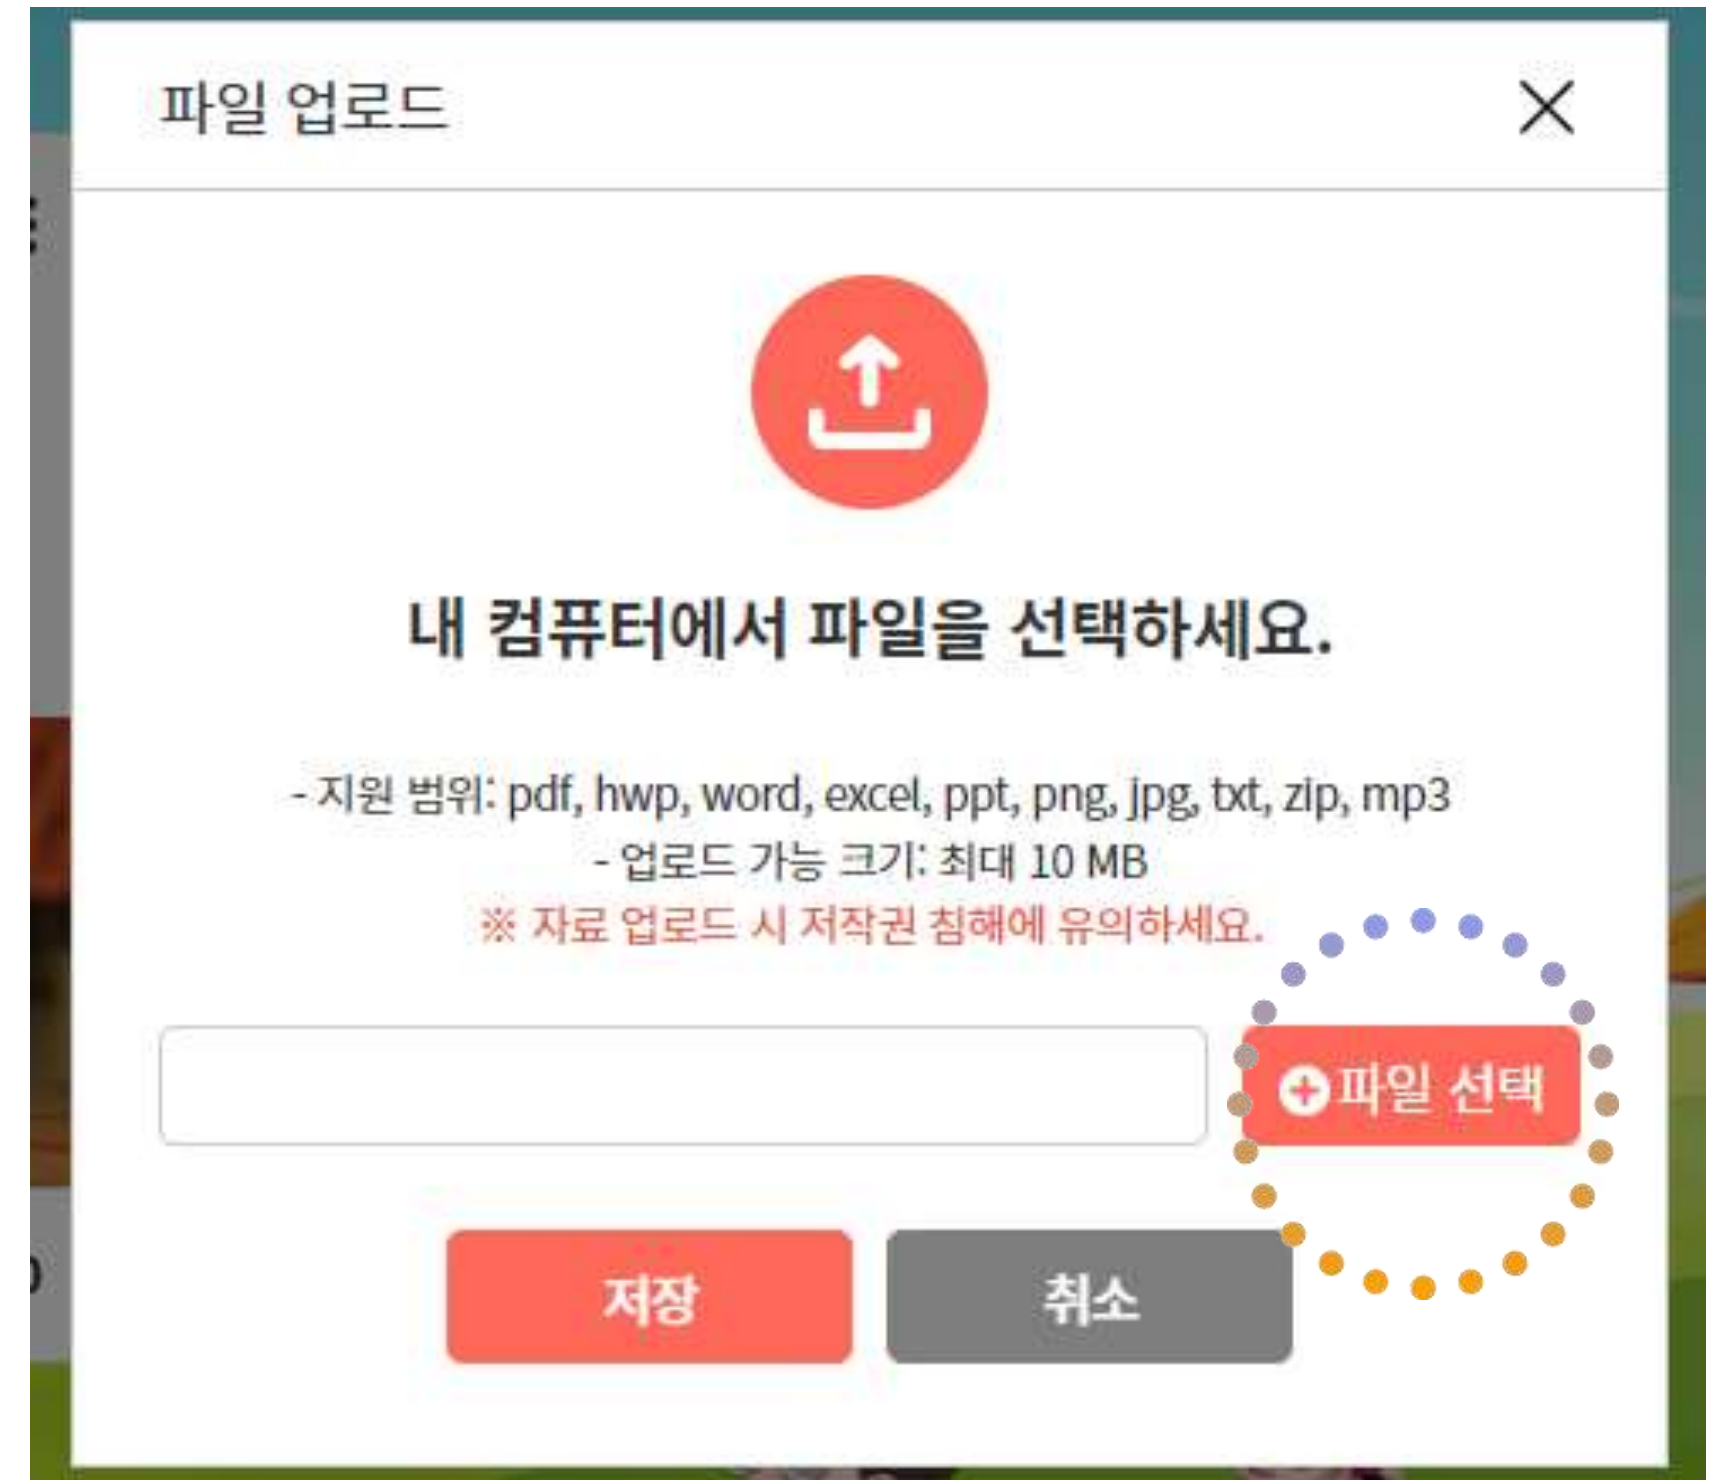 파일 업로드
내 컴퓨터에서 파일을 선택하세요.
- 지원 범위: pdf, hwp, word, excel, ppt, png, jpg, txt, zip, mp3
- 업로드 가능 크기: 최대 10 MB
※ 자료 업로드 시 저작권 침해에 유의하세요.
파일 선택
저장 취소